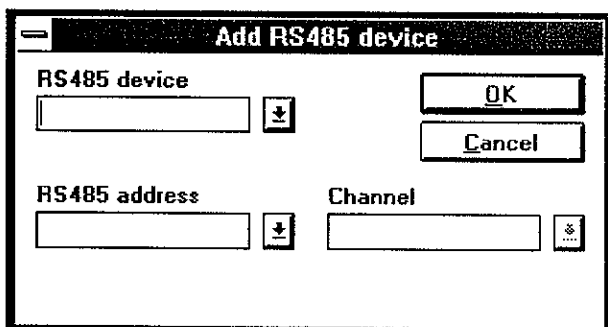 Add RS485 device
RS485 device
OK
Cancel
RS485 address
Channel